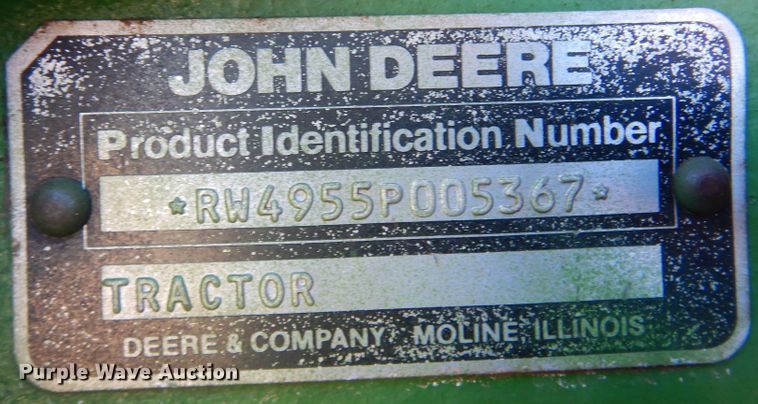 JOHN DEERE
Product Identification Number
*RW4955P005367*
TRACTOR
DEERE & COMPANY MOLINE, ILLINOIS
Purple Wave Auction